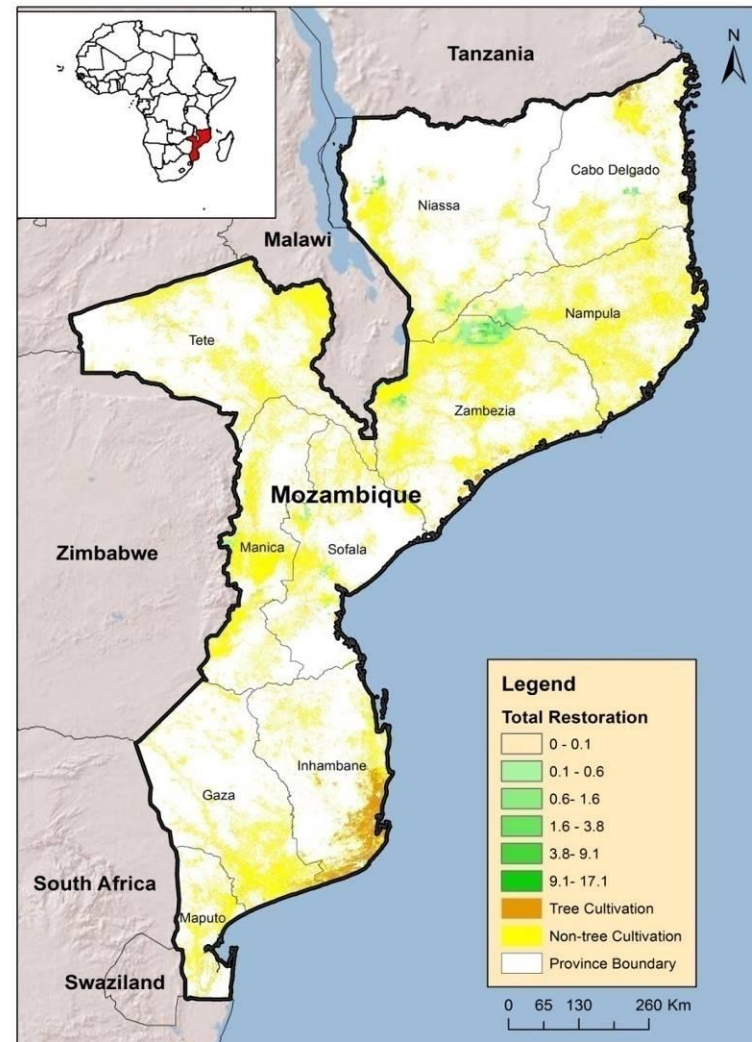 N
Tanzania
Cabo Delgado
Niassa
Malawi
Nampula
Tete
Zambezia
Mozambique
Zimbabwe
Manica
Sofala
Inhambane
Gaza
South Africa
Maputo
Swaziland
Legend
Total Restoration
0 - 0.1
0.1 - 0.6
0.6- 1.6
1.6 - 3.8
3.8- 9.1
9.1- 17.1
Tree Cultivation
Non-tree Cultivation
Province Boundary
0 65 130 260 Km